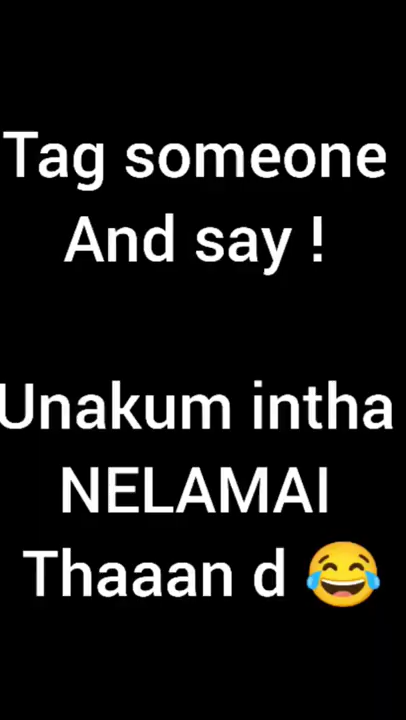 Tag someone
And say !
Unakum intha
NELAMAI
Thaaan d 😂